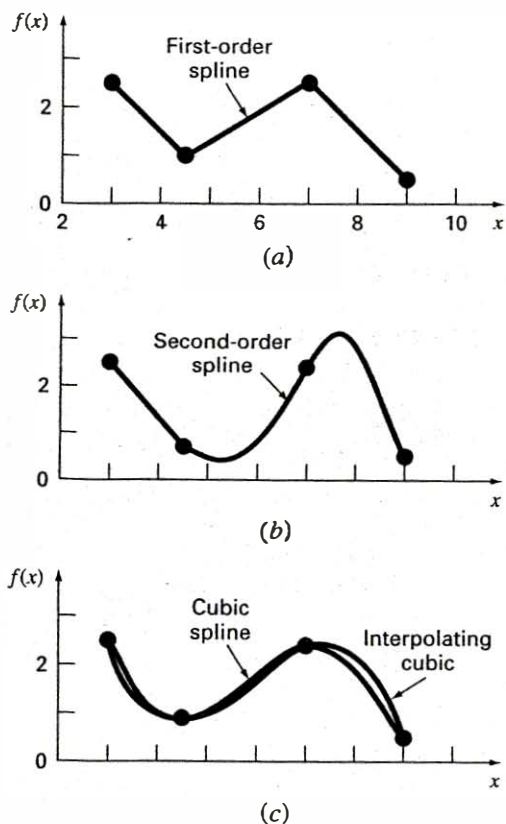 f(x)
First-order
spline
2
0
2 4 6 8 10 x
(a)
f(x)
Second-order
spline
2
0
x
(b)
f(x)
Cubic
spline
Interpolating
cubic
2
0
x
(c)